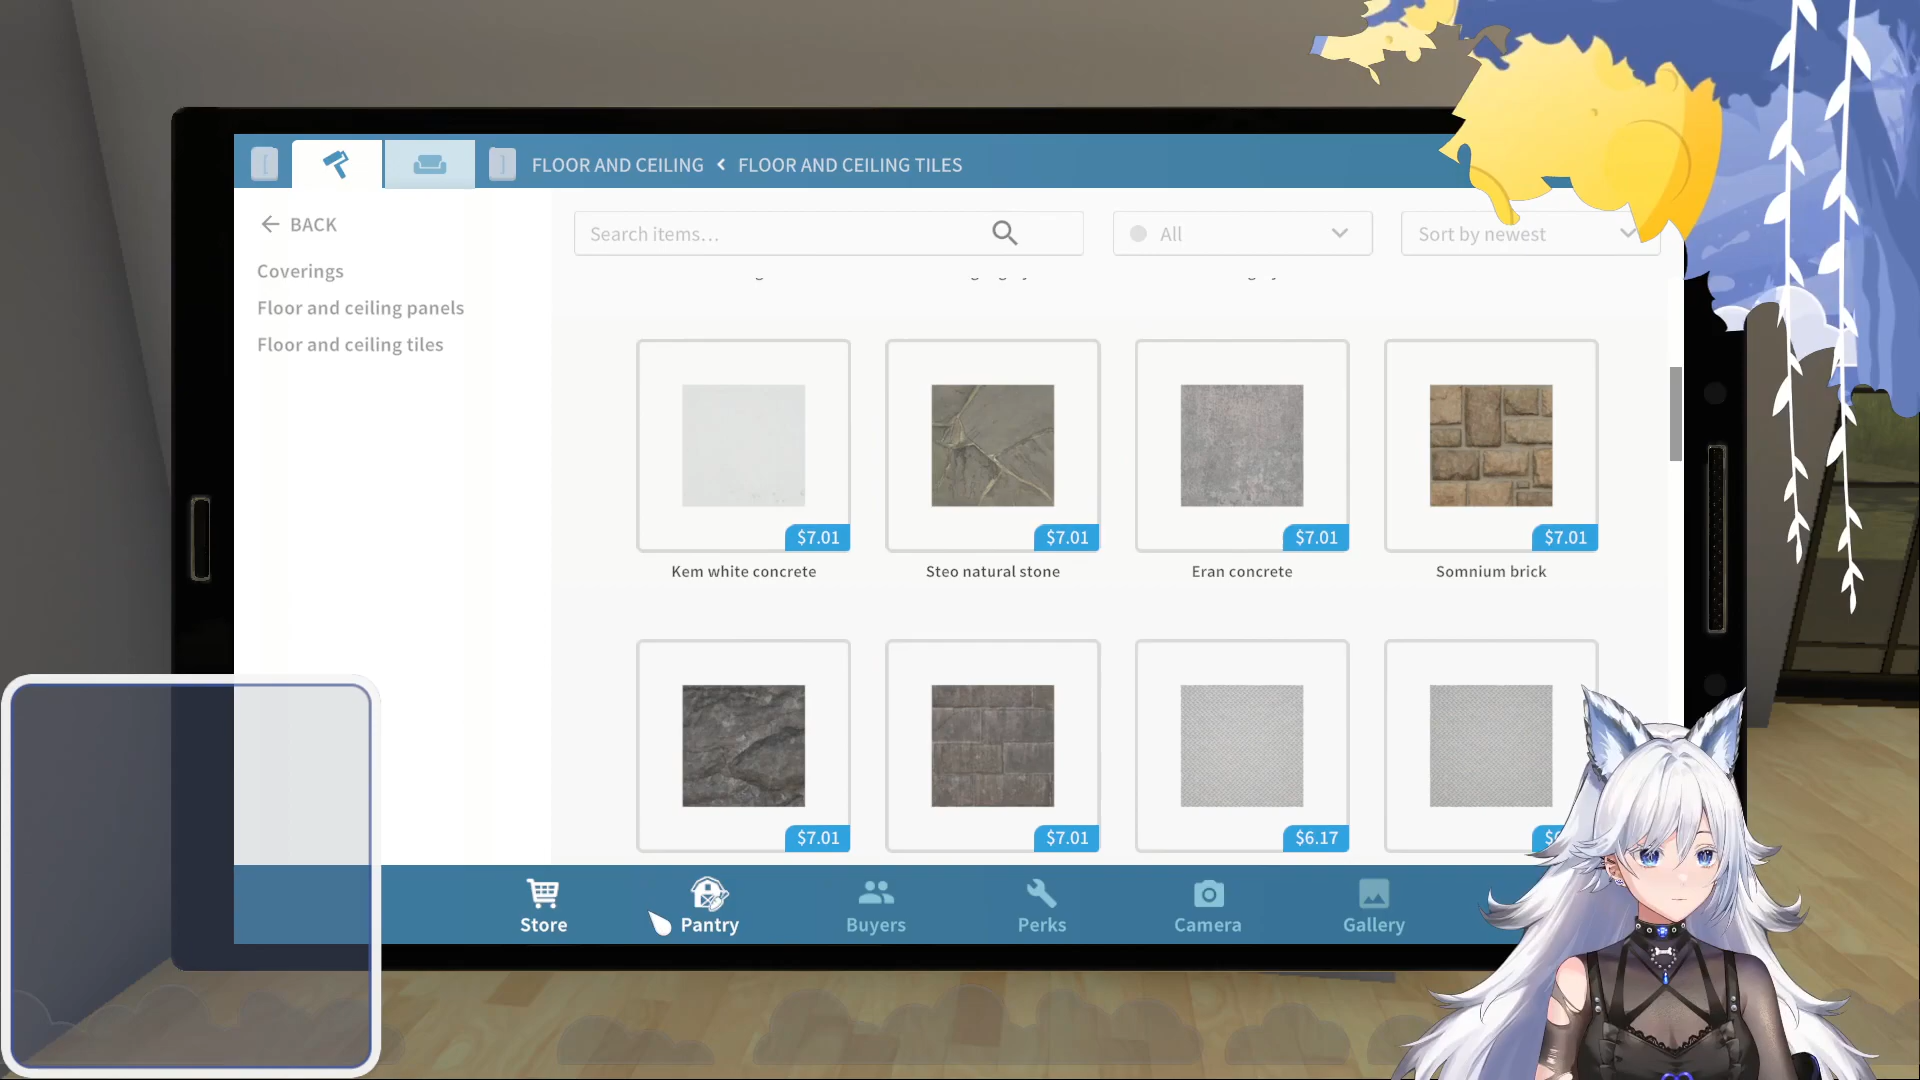 FLOOR AND CEILING < FLOOR AND CEILING TILES
BACK
Coverings
Floor and ceiling panels
Floor and ceiling tiles
Search items...
All
Sort by newest
$7.01
$7.01
$7.01
$7.01
Kem white concrete
Steo natural stone
Eran concrete
Somnium brick
$7.01
$7.01
$6.17
Store
Pantry
Buyers
Perks
Camera
Gallery